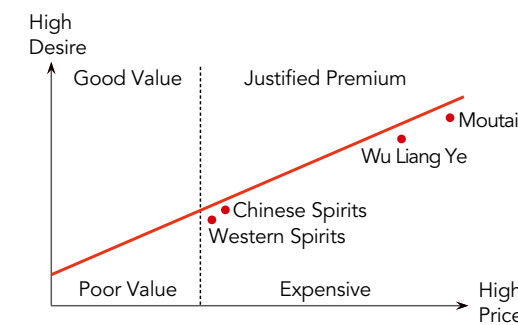 High
Desire
Good Value
Justified Premium
Moutai
Wu Liang Ye
Chinese Spirits
Western Spirits
Poor Value
Expensive
High
Price